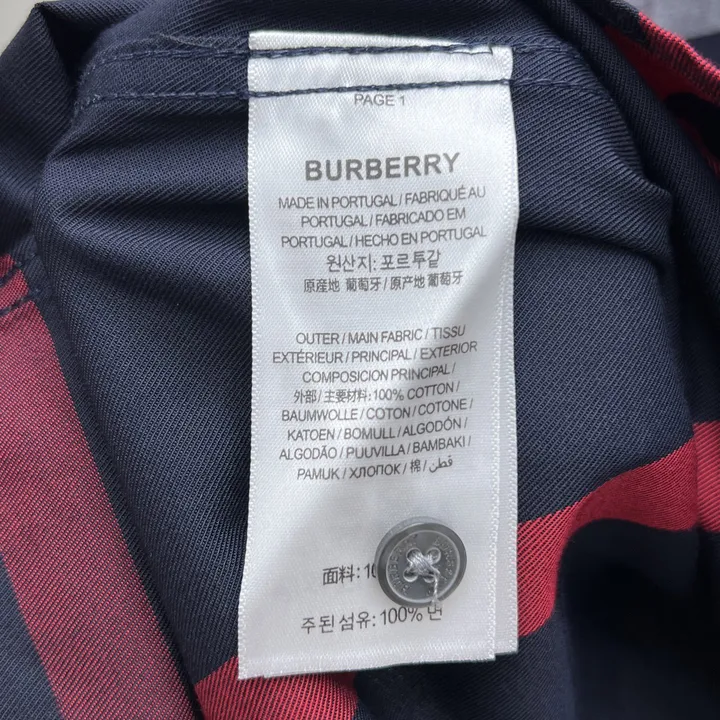 PAGE 1
BURBERRY
MADE IN PORTUGAL / FABRIQUÉ AU
PORTUGAL / FABRICADO EM
PORTUGAL / HECHO EN PORTUGAL
원산지: 포르투갈
原産地 葡萄牙 / 原产地 葡萄牙
OUTER / MAIN FABRIC / TISSU
EXTÉRIEUR / PRINCIPAL / EXTERIOR
COMPOSICION PRINCIPAL /
外部 / 主要材料: 100% COTTON /
BAUMWOLLE / COTON / COTONE /
KATOEN / BOMULL / ALGODÓN /
ALGODÃO / PUUVILLA / BAMBAKI /
PAMUK / ХЛОПОК / 棉 / قطن
面料:
주된 섬유: 100% 면